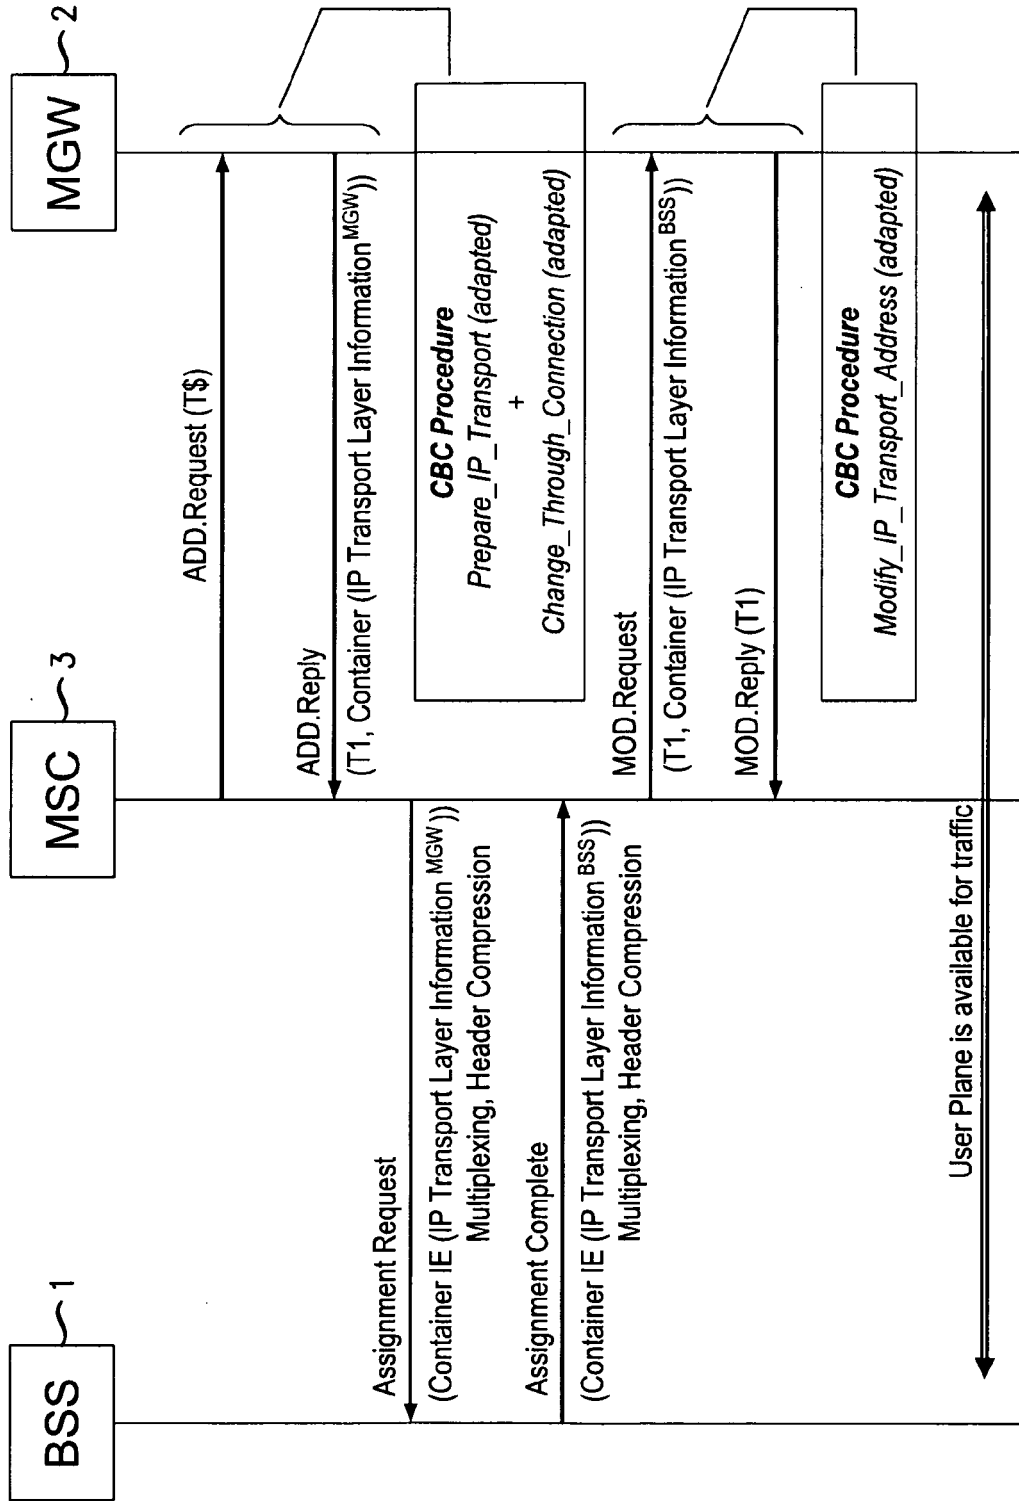 BSS ~ 1
MSC ~ 3
MGW ~ 2
ADD.Request (T$)
ADD.Reply
(T1, Container (IP Transport Layer Information MGW))
Assignment Request
(Container IE (IP Transport Layer Information MGW))
Multiplexing, Header Compression
CBC Procedure
Prepare_IP_Transport (adapted)
+
Change_Through_Connection (adapted)
Assignment Complete
(Container IE (IP Transport Layer Information BSS))
Multiplexing, Header Compression
MOD.Request
(T1, Container (IP Transport Layer Information BSS))
MOD.Reply (T1)
CBC Procedure
Modify_IP_Transport_Address (adapted)
User Plane is available for traffic